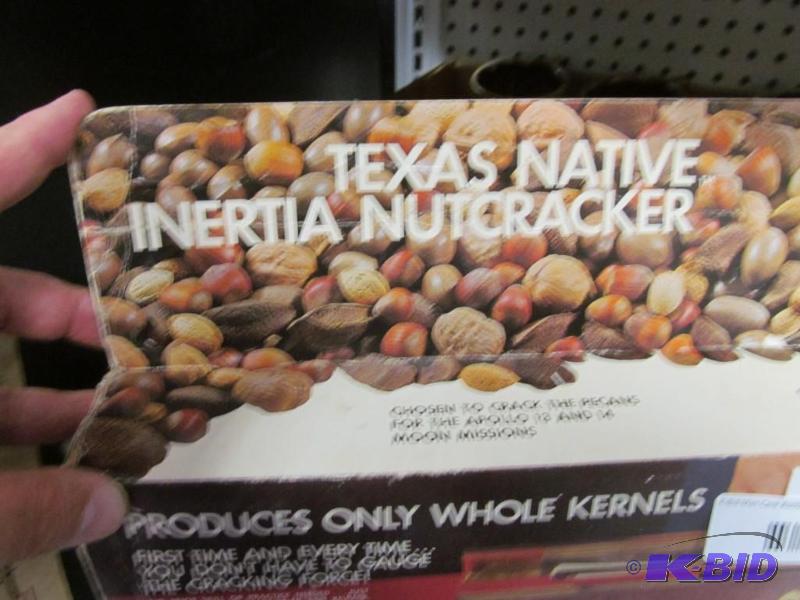 TEXAS NATIVE™
INERTIA NUTCRACKER
CHOSEN TO CRACK THE PECANS
FOR THE APOLLO 13 AND 14
MOON MISSIONS
PRODUCES ONLY WHOLE KERNELS
FIRST TIME AND EVERY TIME...
YOU DON'T HAVE TO GAUGE
THE CRACKING FORCE!
© K-BID